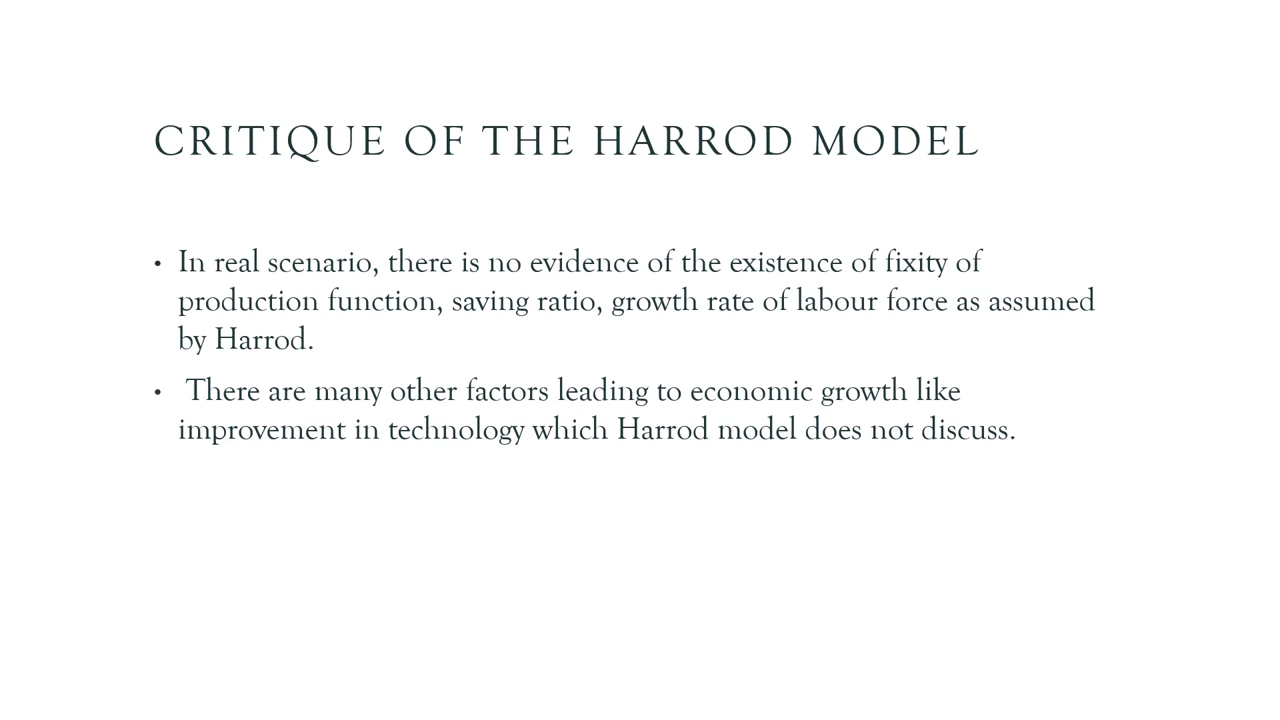 CRITIQUE OF THE HARROD MODEL
• In real scenario, there is no evidence of the existence of fixity of
production function, saving ratio, growth rate of labour force as assumed
by Harrod.
• There are many other factors leading to economic growth like
improvement in technology which Harrod model does not discuss.